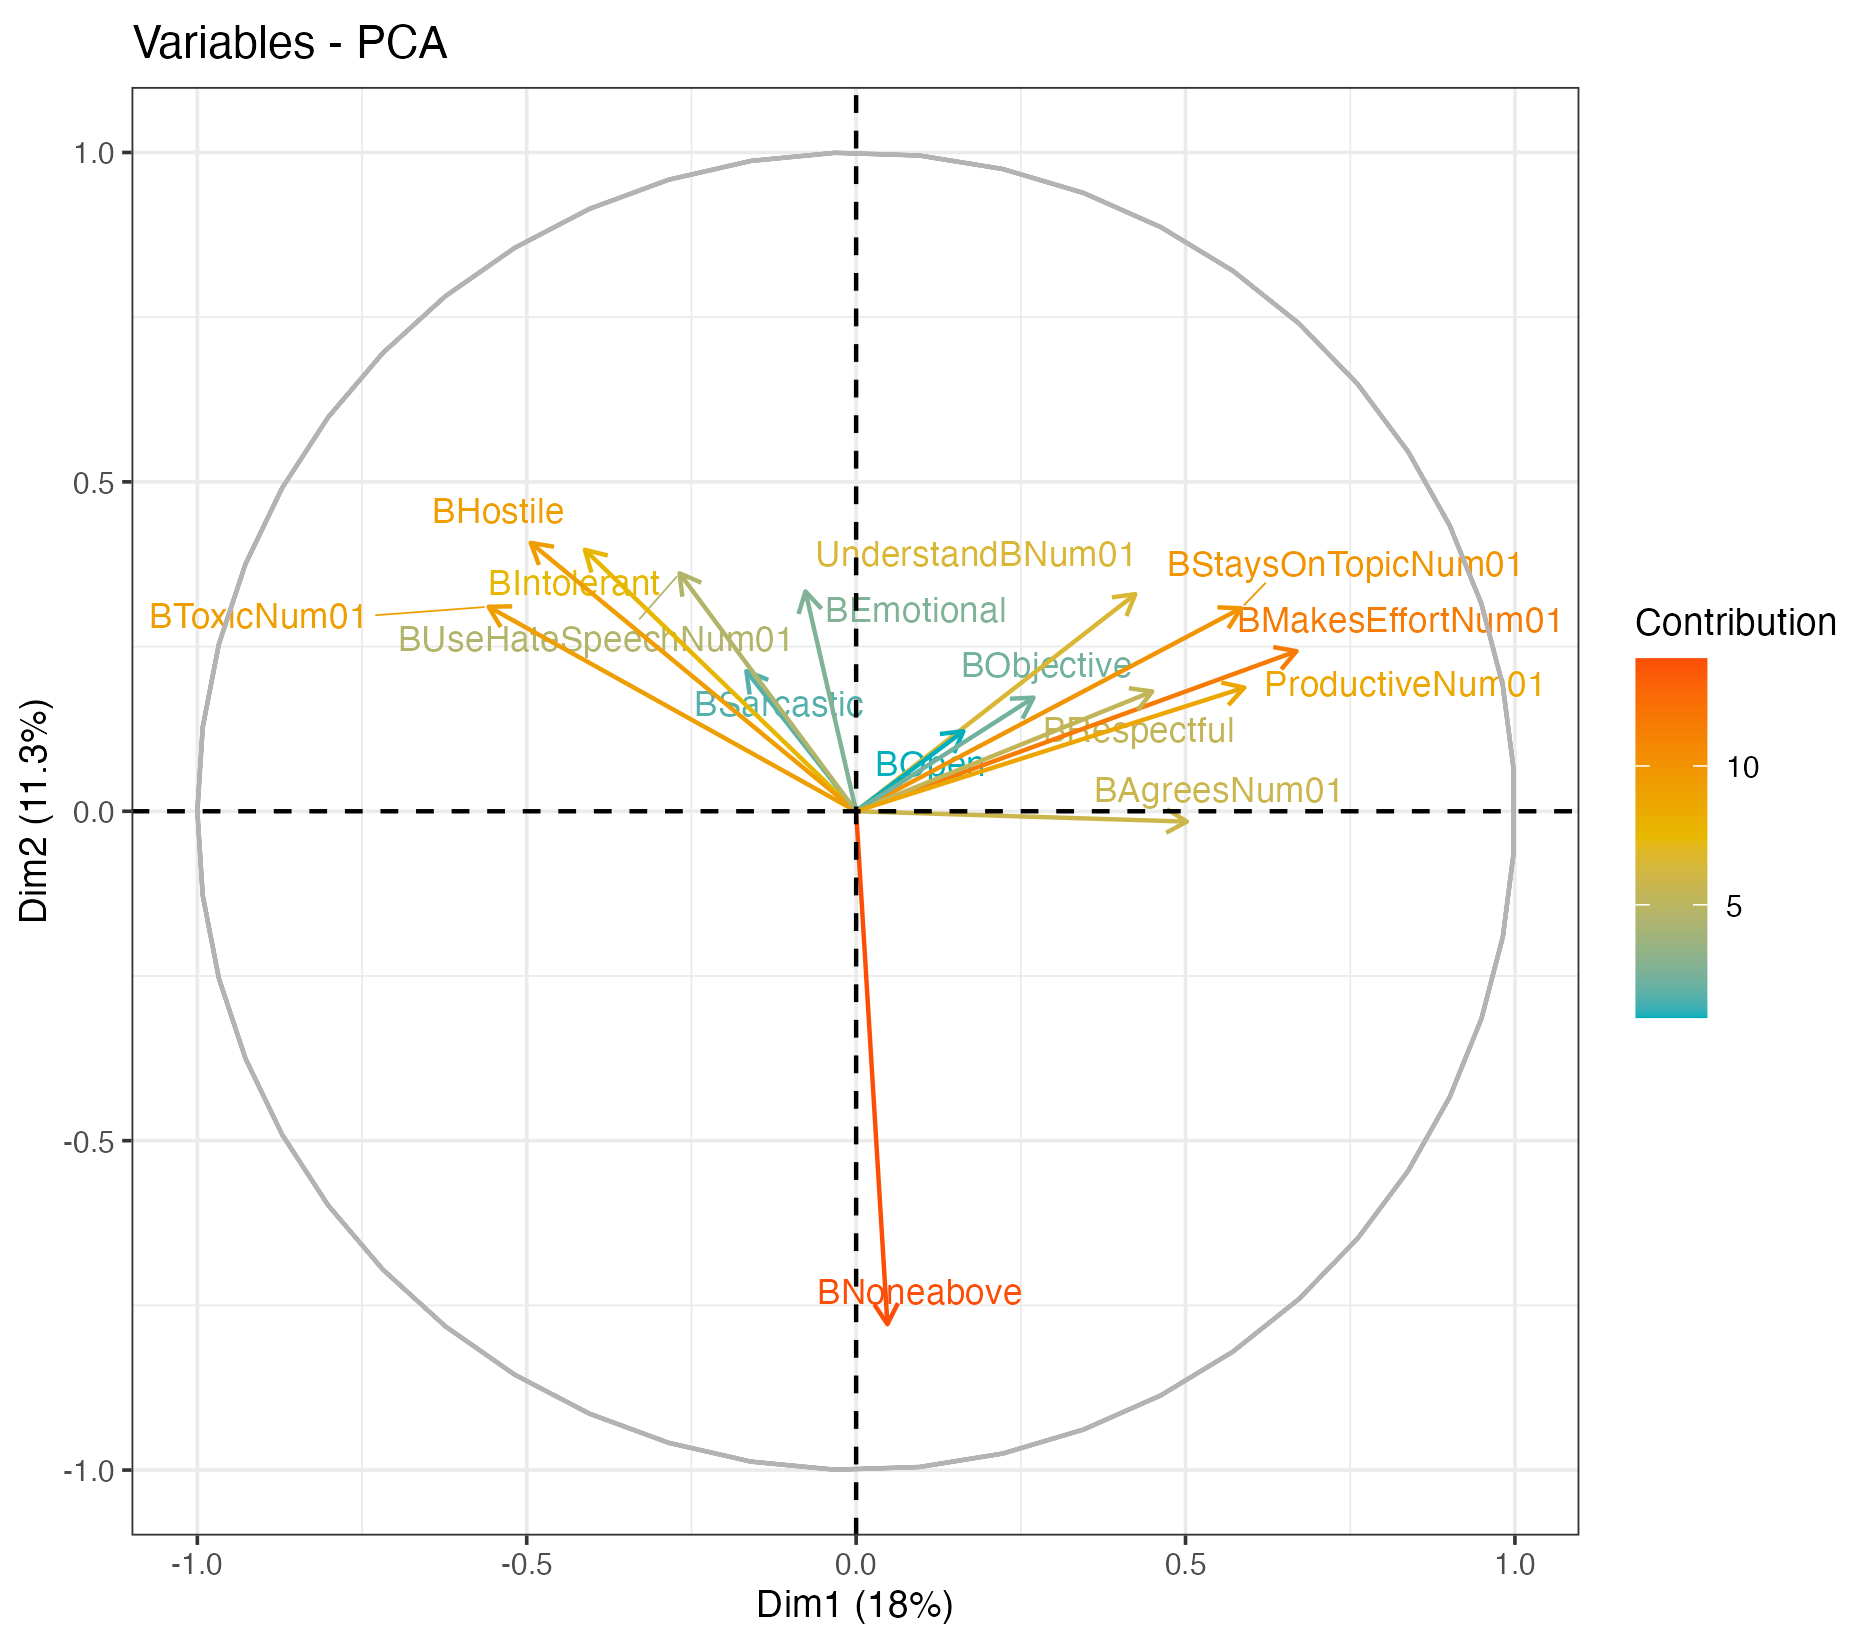 Variables - PCA
1.0
0.5
0.0
-0.5
-1.0
Dim2 (11.3%)
BHostile
UnderstandBNum01
BStaysOnTopicNum01
BIntolerant
BToxicNum01
BEmotional
BMakesEffortNum01
BUseHateSpeechNum01
BObjective
ProductiveNum01
BSarcastic
BRespectful
BOpen
BAgreesNum01
BNoneabove
-1.0
-0.5
0.0
0.5
1.0
Dim1 (18%)
Contribution
10
5